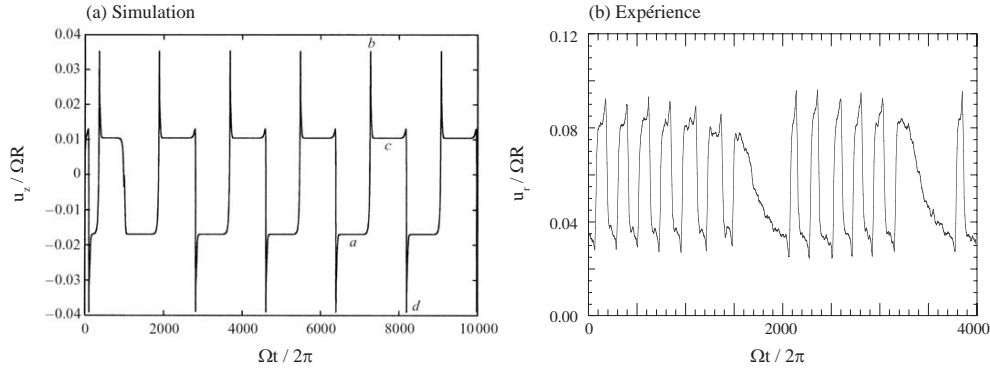 (a) Simulation
0.04
0.03
0.02
0.01
0
−0.01
−0.02
−0.03
−0.04
u_z / ΩR
b
c
a
d
0 2000 4000 6000 8000 10000
Ωt / 2π
(b) Expérience
0.12
0.08
0.04
0.00
u_r / ΩR
0 2000 4000
Ωt / 2π